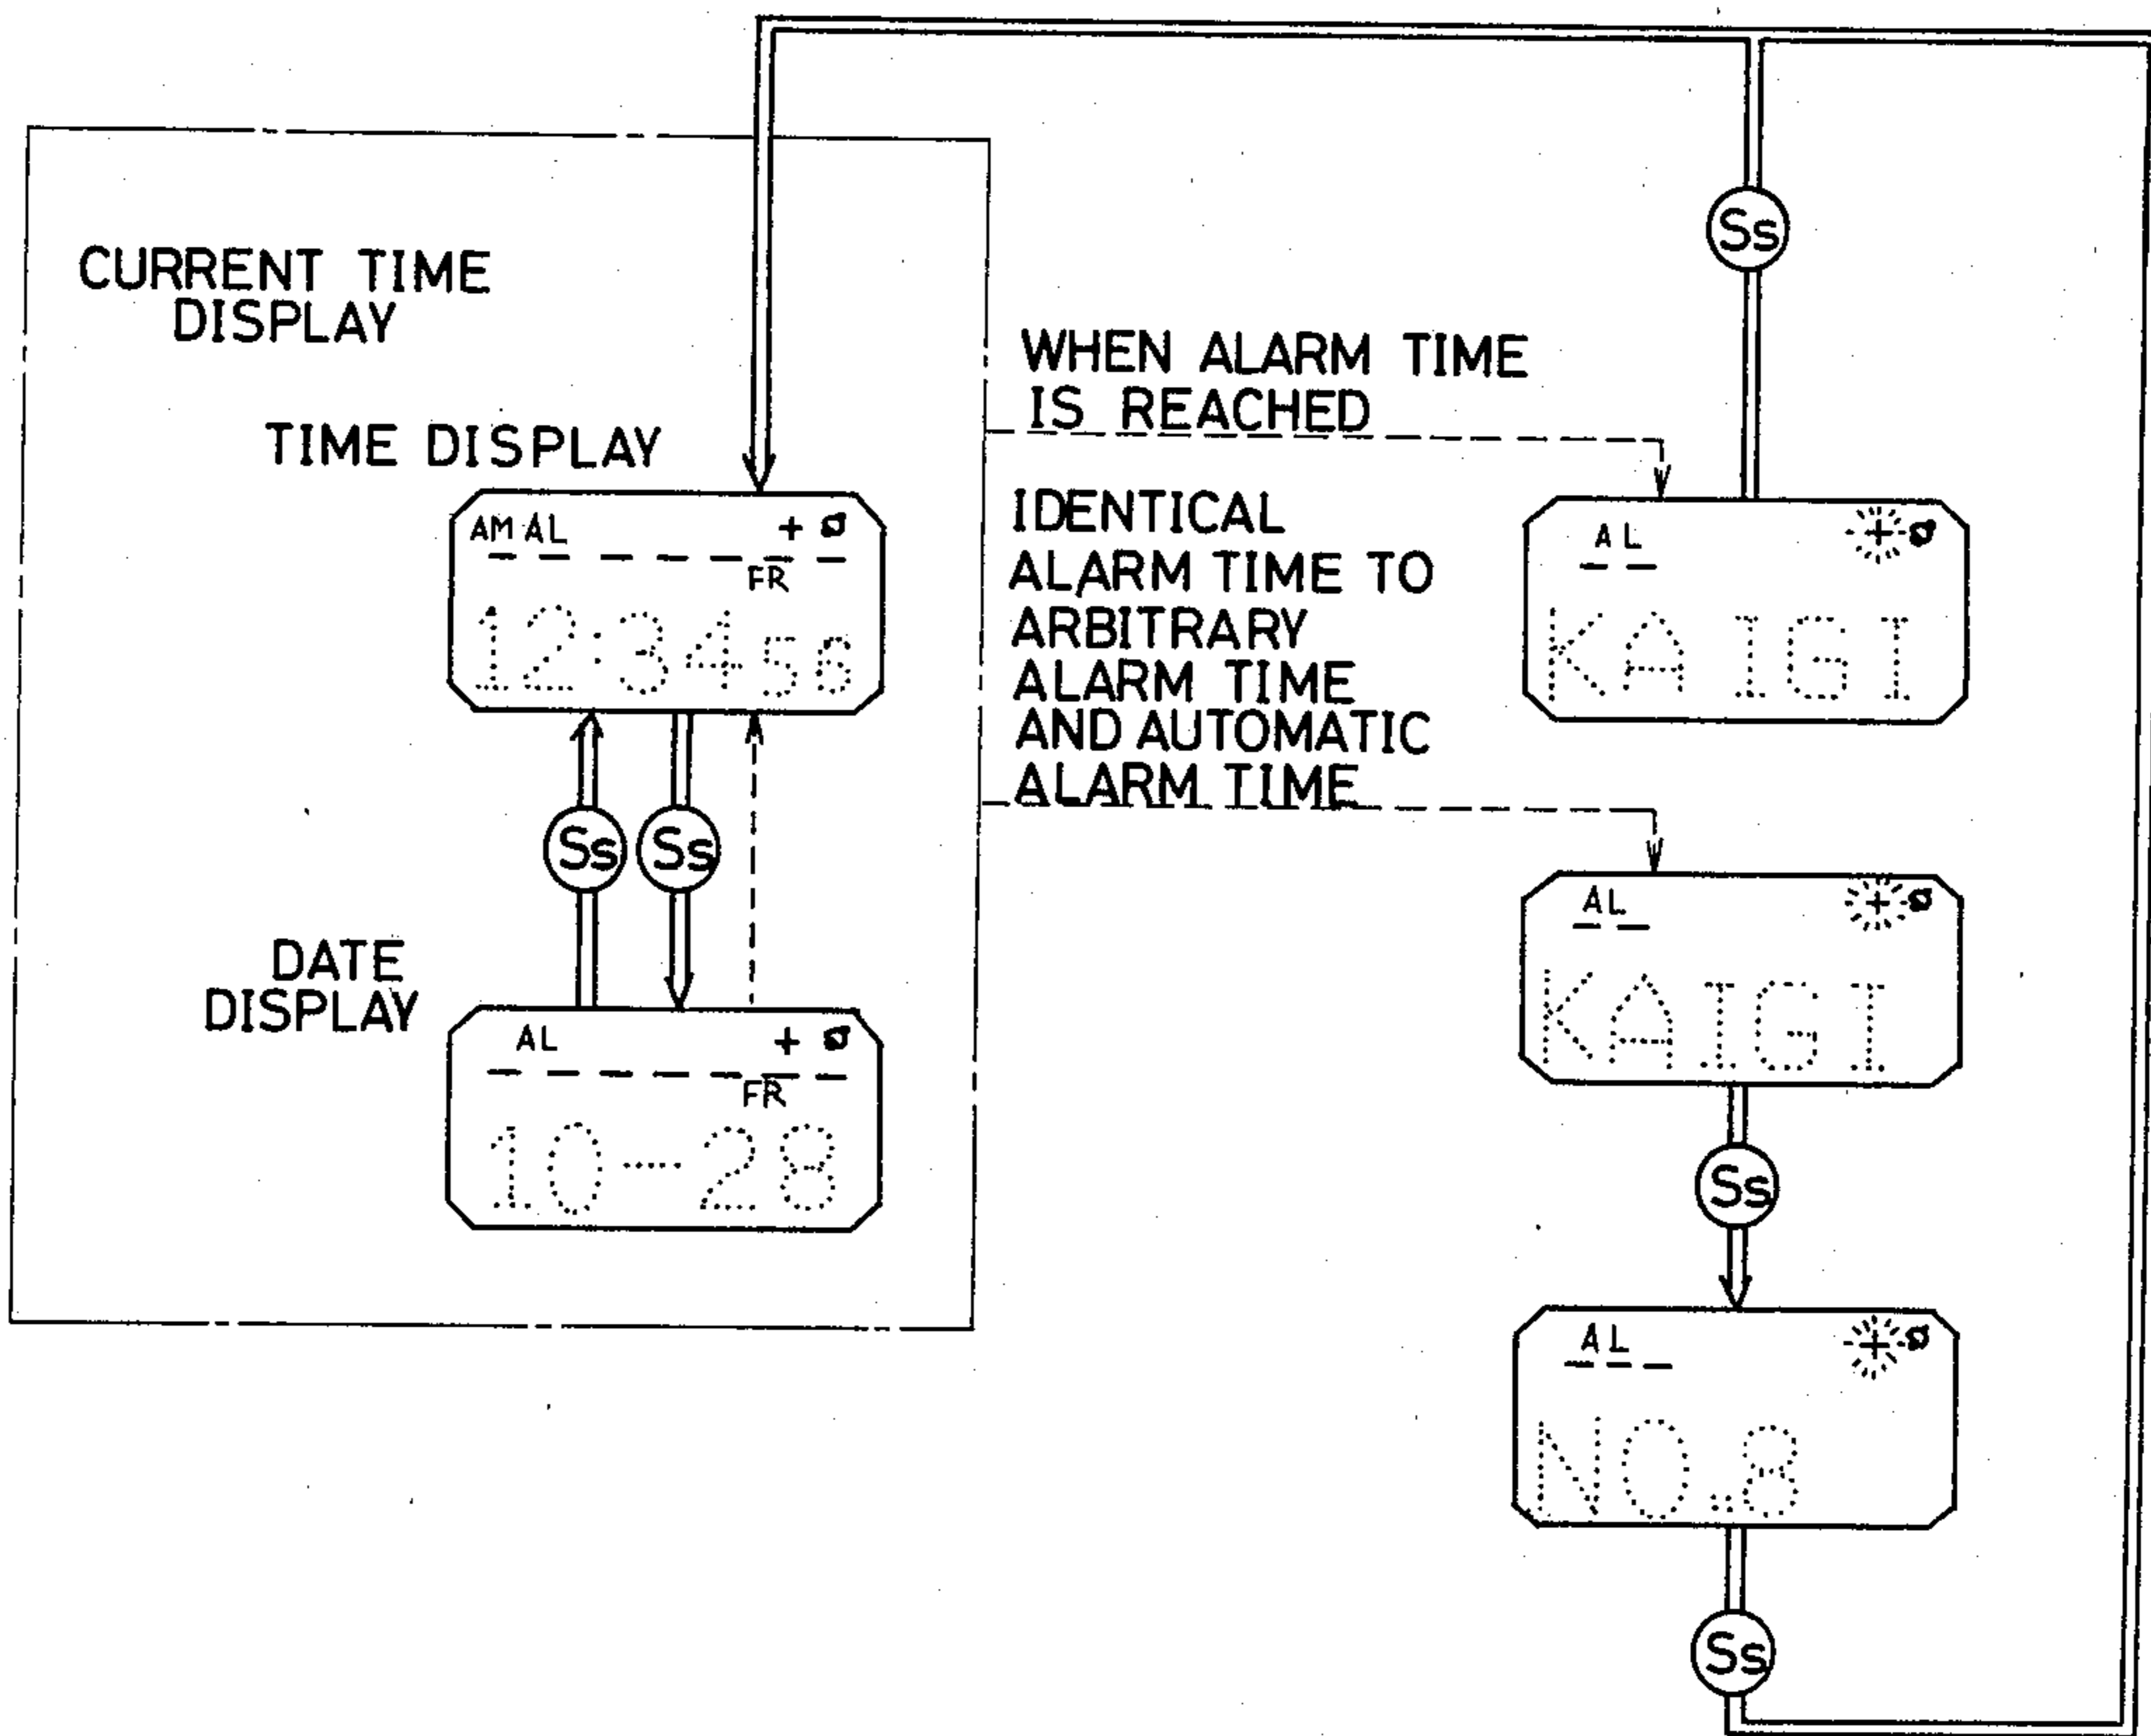 CURRENT TIME
DISPLAY
TIME DISPLAY
AM AL +
FR
12:34 56
Ss Ss
DATE
DISPLAY
AL +
FR
10-28
Ss
WHEN ALARM TIME
IS REACHED
AL +
KAIGI
IDENTICAL
ALARM TIME TO
ARBITRARY
ALARM TIME
AND AUTOMATIC
ALARM TIME
AL +
KAIGI
Ss
AL +
NO.8
Ss